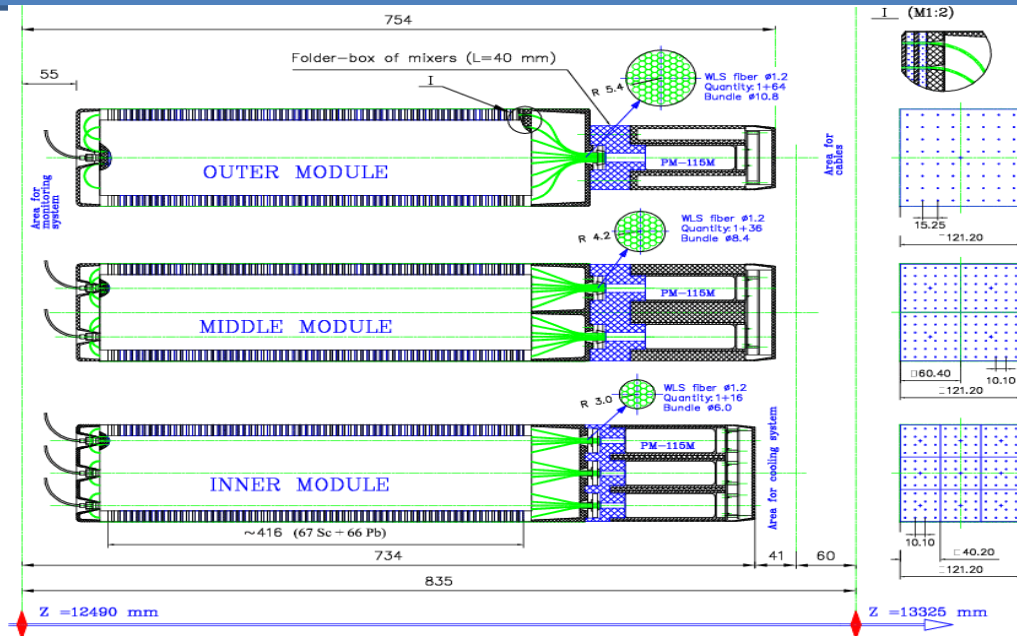 754
I (M1:2)
55
Folder-box of mixers (L=40 mm)
I
R 5.4
WLS fiber ø1.2
Quantity:1+64
Bundle ø10.8
OUTER MODULE
PM-115M
Area for
monitoring
system
Area for
cables
15.25
□121.20
R 4.2
WLS fiber ø1.2
Quantity:1+36
Bundle ø8.4
MIDDLE MODULE
PM-115M
□60.40
10.10
□121.20
R 3.0
WLS fiber ø1.2
Quantity:1+16
Bundle ø6.0
INNER MODULE
PM-115M
Area for cooling system
~416 (67 Sc + 66 Pb)
10.10
□40.20
□121.20
734
41
60
835
Z =12490 mm
Z =13325 mm